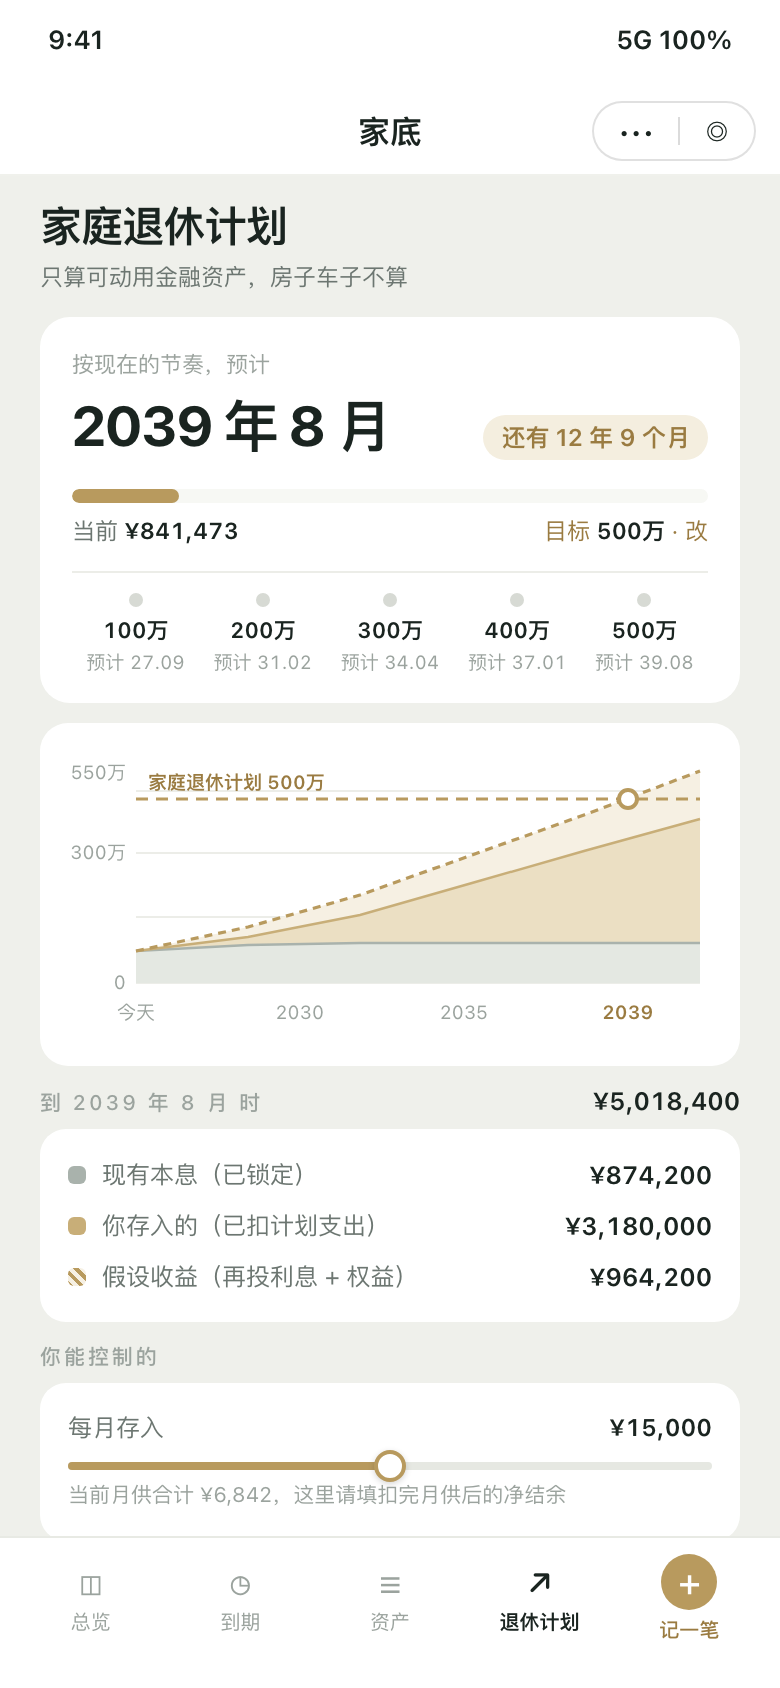 9:41
5G 100%
家底
家庭退休计划
只算可动用金融资产，房子车子不算
按现在的节奏，预计
2039 年 8 月
还有 12 年 9 个月
当前 ¥841,473
目标 500万 · 改
100万 200万 300万 400万 500万
预计 27.09 预计 31.02 预计 34.04 预计 37.01 预计 39.08
550万
家庭退休计划 500万
300万
0
今天 2030 2035 2039
到 2039 年 8 月 时
¥5,018,400
现有本息（已锁定） ¥874,200
你存入的（已扣计划支出） ¥3,180,000
假设收益（再投利息 + 权益） ¥964,200
你能控制的
每月存入 ¥15,000
当前月供合计 ¥6,842，这里请填扣完月供后的净结余
总览 到期 资产 退休计划 记一笔